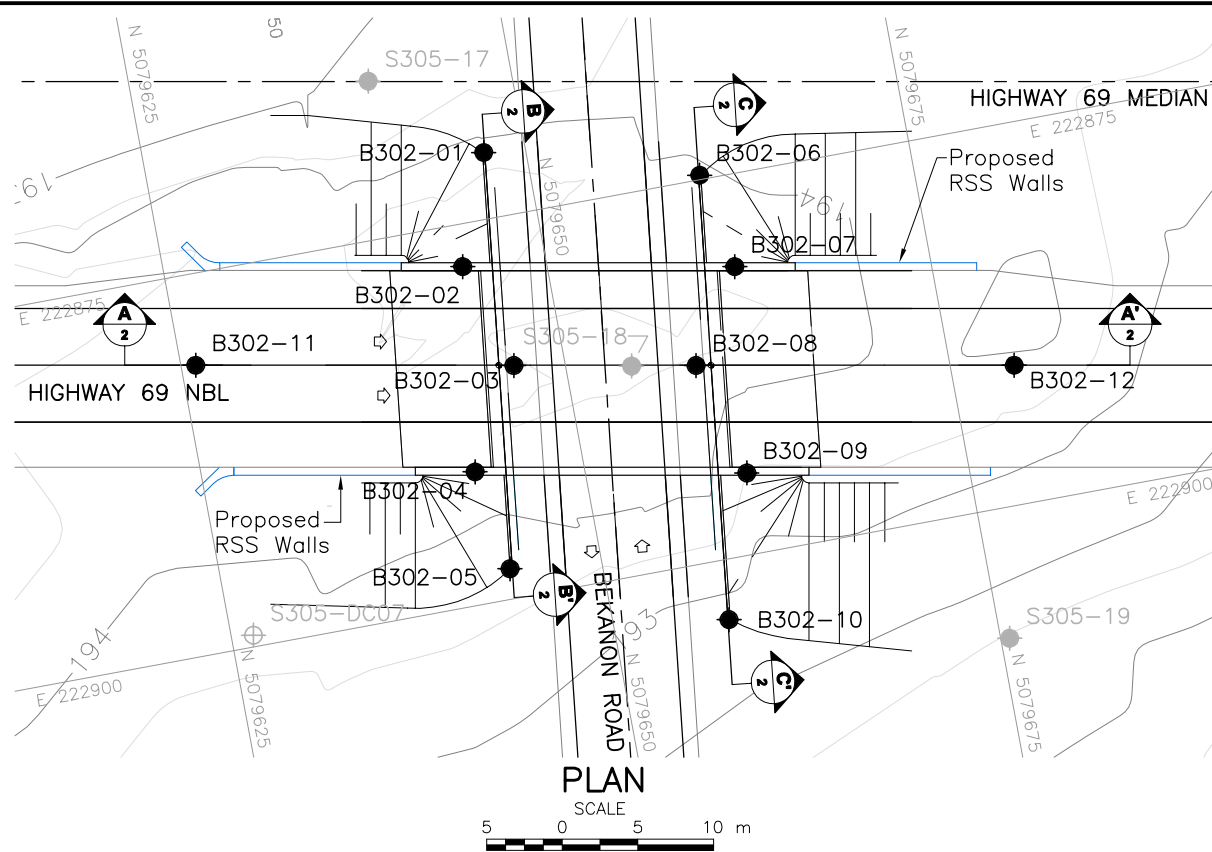 50
N 5079625
S305-17
N 5079675
HIGHWAY 69 MEDIAN
E 222875
B
2
C
2
B302-01
B302-06
Proposed
RSS Walls
N 5079650
194
B302-07
B302-02
E 222875
A
2
A'
2
B302-11
S305-18
B302-08
B302-03
B302-12
HIGHWAY 69 NBL
B302-09
B302-04
E 222900
Proposed
RSS Walls
B302-05
B'
2
BEKANON ROAD
S305-DC07
B302-10
S305-19
194
193
E 222900
N 5079625
N 5079650
N 5079675
C'
2
PLAN
SCALE
5 0 5 10 m